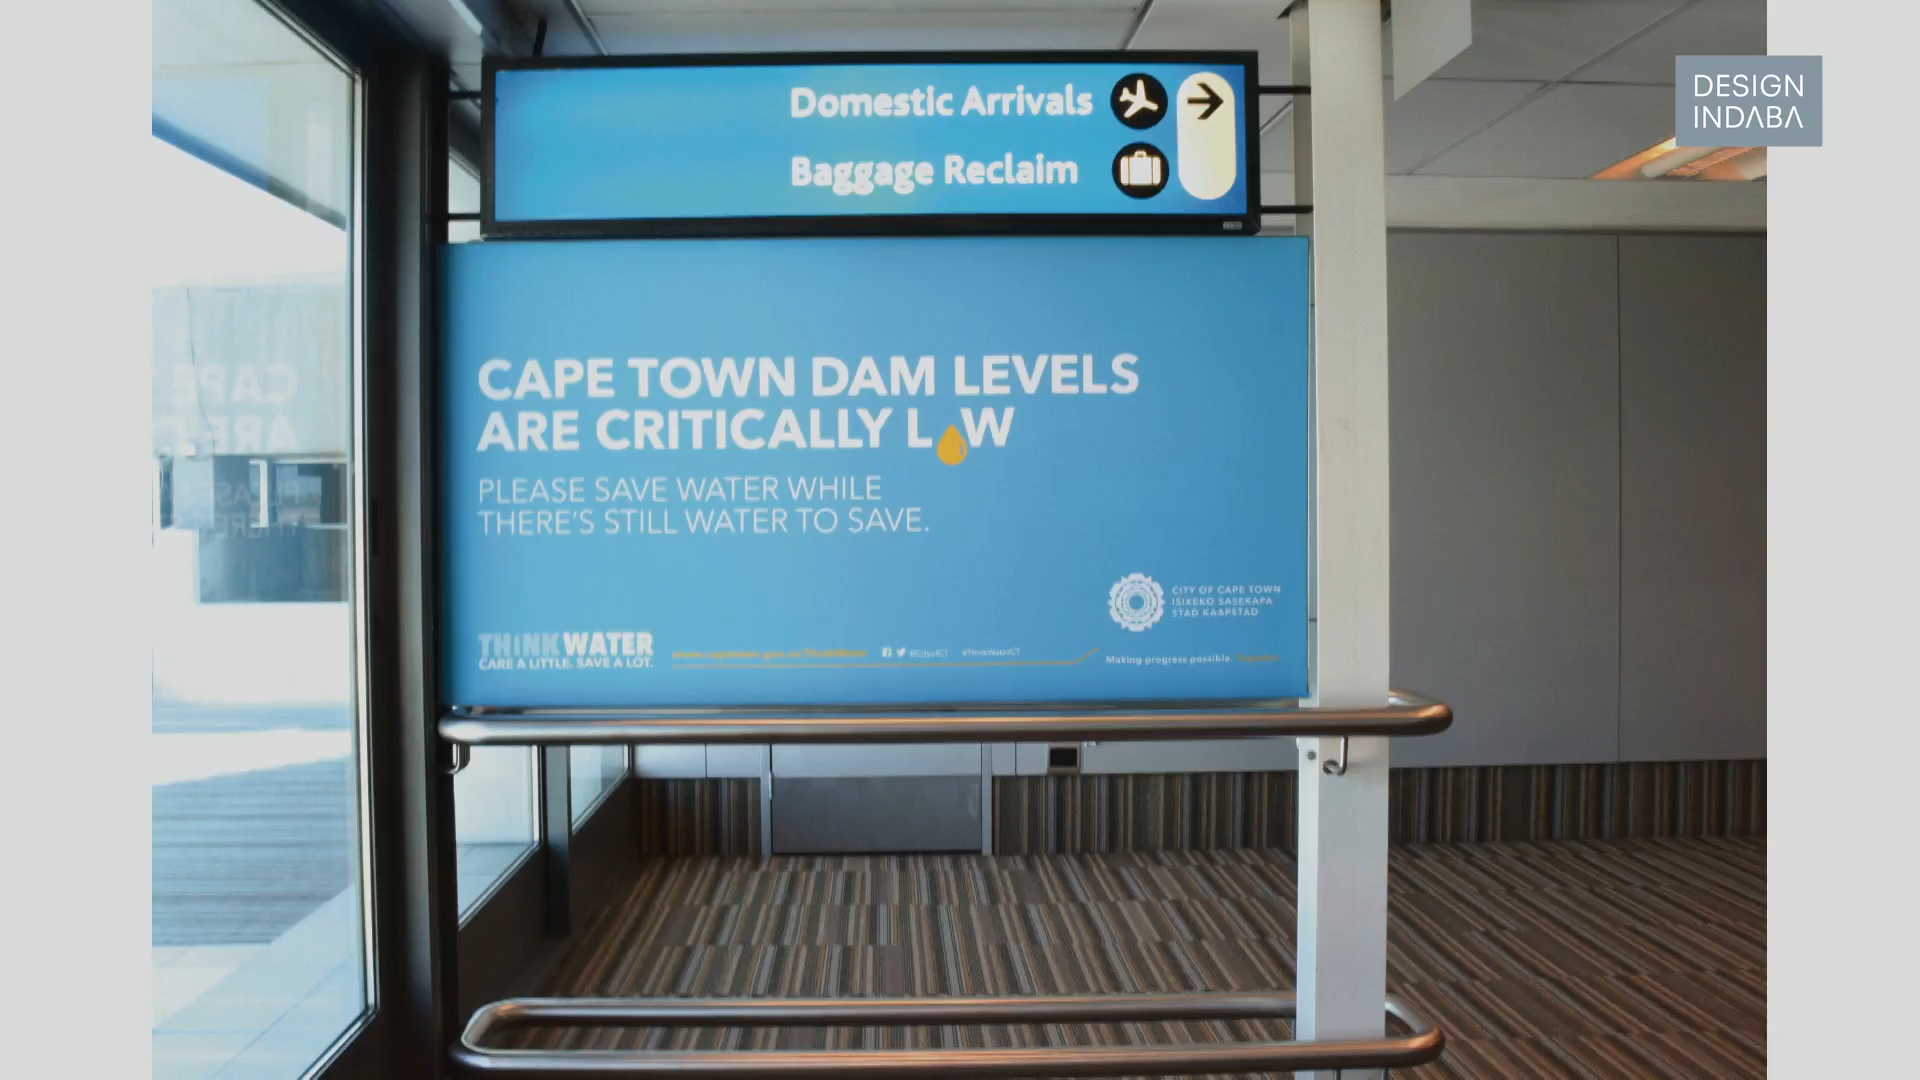 DESIGN
INDABA
Domestic Arrivals
Baggage Reclaim
CAPE TOWN DAM LEVELS
ARE CRITICALLY L W
PLEASE SAVE WATER WHILE
THERE'S STILL WATER TO SAVE.
CITY OF CAPE TOWN
ISIXEKO SASEKAPA
STAD KAAPSTAD
THINK WATER
CARE A LITTLE. SAVE A LOT.
@CityofCT #ThinkWaterCT
Making progress possible. Together.